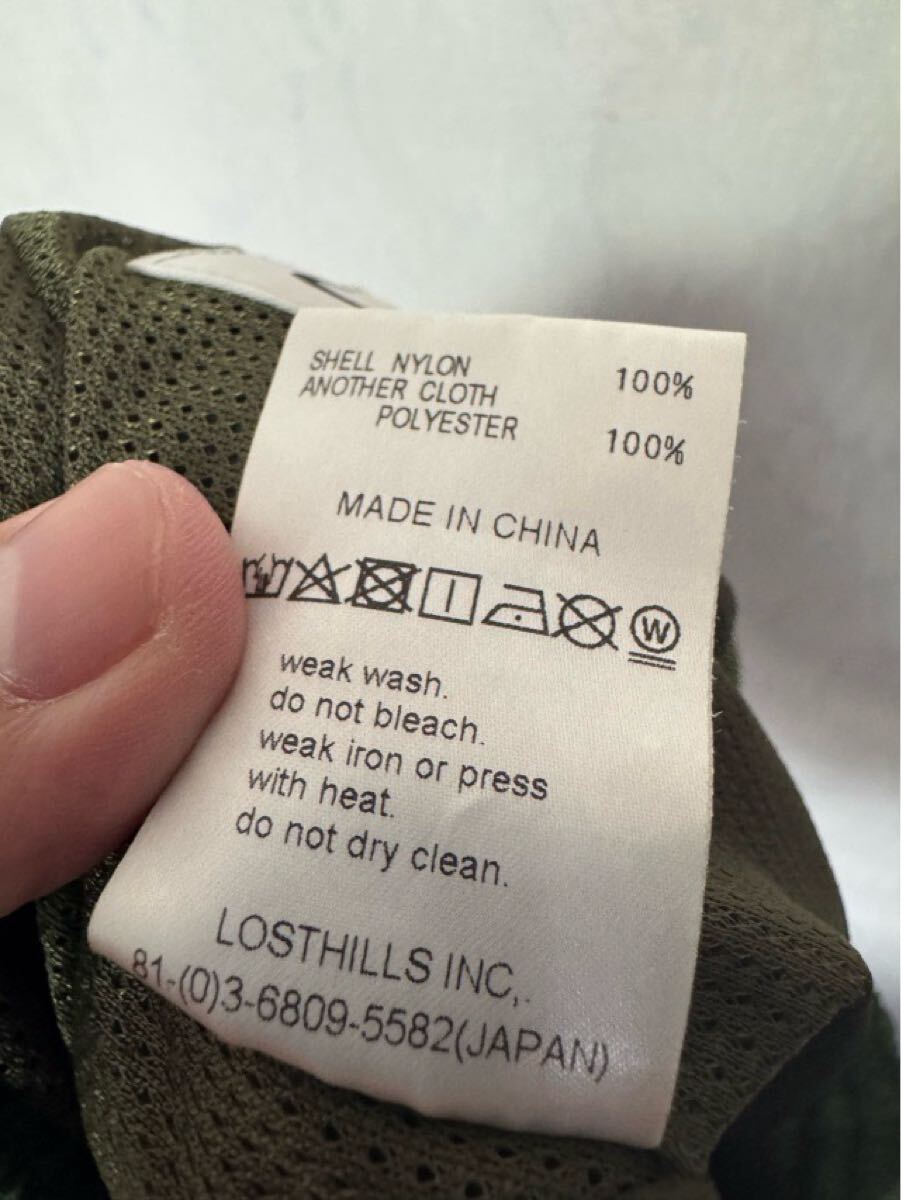 SHELL NYLON 100%
ANOTHER CLOTH
POLYESTER 100%
MADE IN CHINA
W
weak wash.
do not bleach.
weak iron or press
with heat.
do not dry clean.
LOSTHILLS INC,.
81-(0)3-6809-5582(JAPAN)